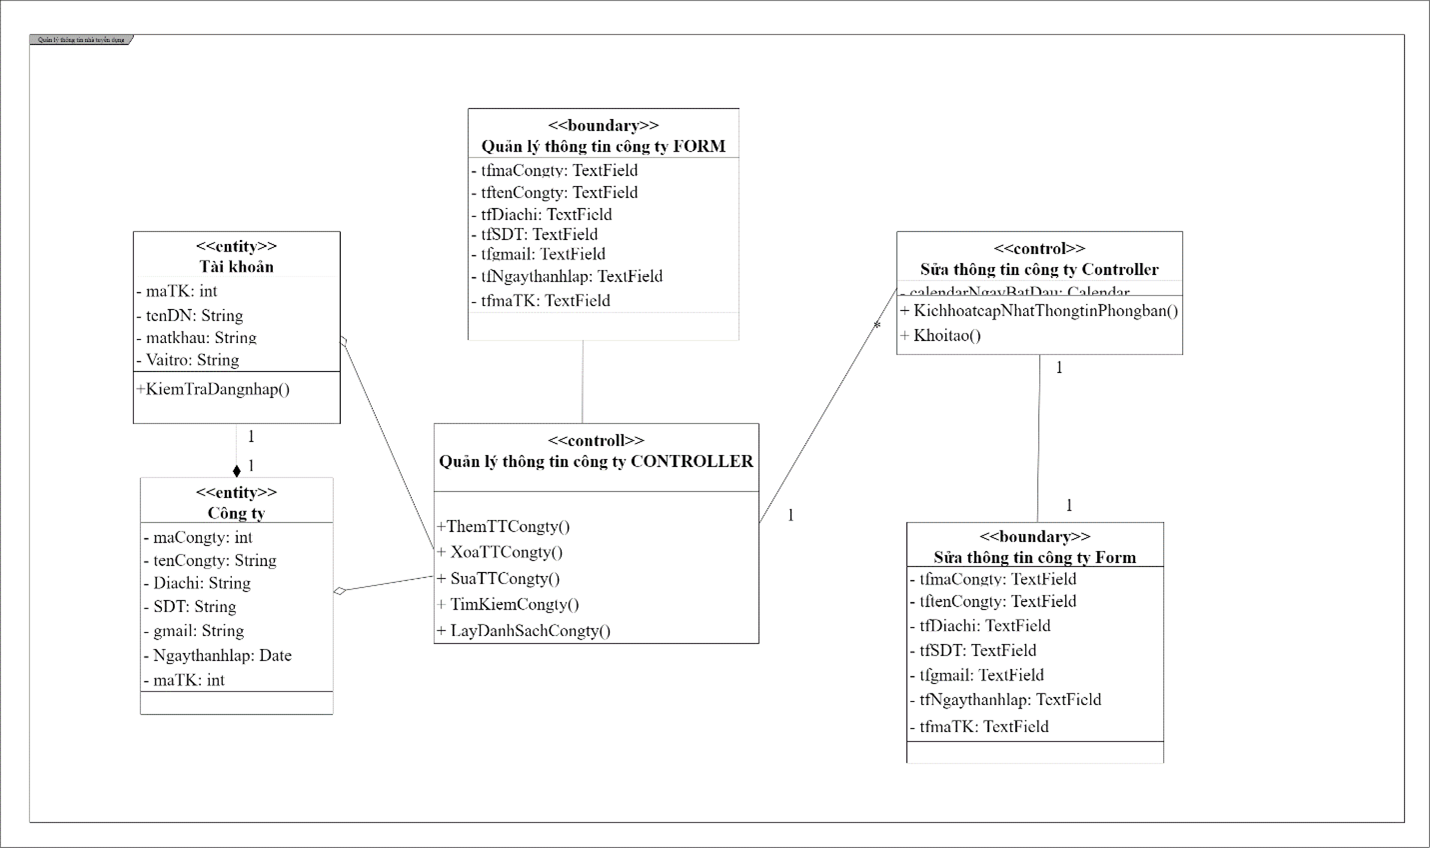 Quản lý thông tin nhà tuyển dụng
<<boundary>>
Quản lý thông tin công ty FORM
- tfmaCongty: TextField
- tftenCongty: TextField
- tfDiachi: TextField
- tfSDT: TextField
- tfgmail: TextField
- tfNgaythanhlap: TextField
- tfmaTK: TextField
<<entity>>
Tài khoản
- maTK: int
- tenDN: String
- matkhau: String
- Vaitro: String
+KiemTraDangnhap()
1
1
<<entity>>
Công ty
- maCongty: int
- tenCongty: String
- Diachi: String
- SDT: String
- gmail: String
- Ngaythanhlap: Date
- maTK: int
<<controll>>
Quản lý thông tin công ty CONTROLLER
+ThemTTCongty()
+ XoaTTCongty()
+ SuaTTCongty()
+ TimKiemCongty()
+ LayDanhSachCongty()
1
*
<<control>>
Sửa thông tin công ty Controller
- calendarNgayBatDau: Calendar
+ KichhoatcapNhatThongtinPhongban()
+ Khoitao()
1
1
<<boundary>>
Sửa thông tin công ty Form
- tfmaCongty: TextField
- tftenCongty: TextField
- tfDiachi: TextField
- tfSDT: TextField
- tfgmail: TextField
- tfNgaythanhlap: TextField
- tfmaTK: TextField